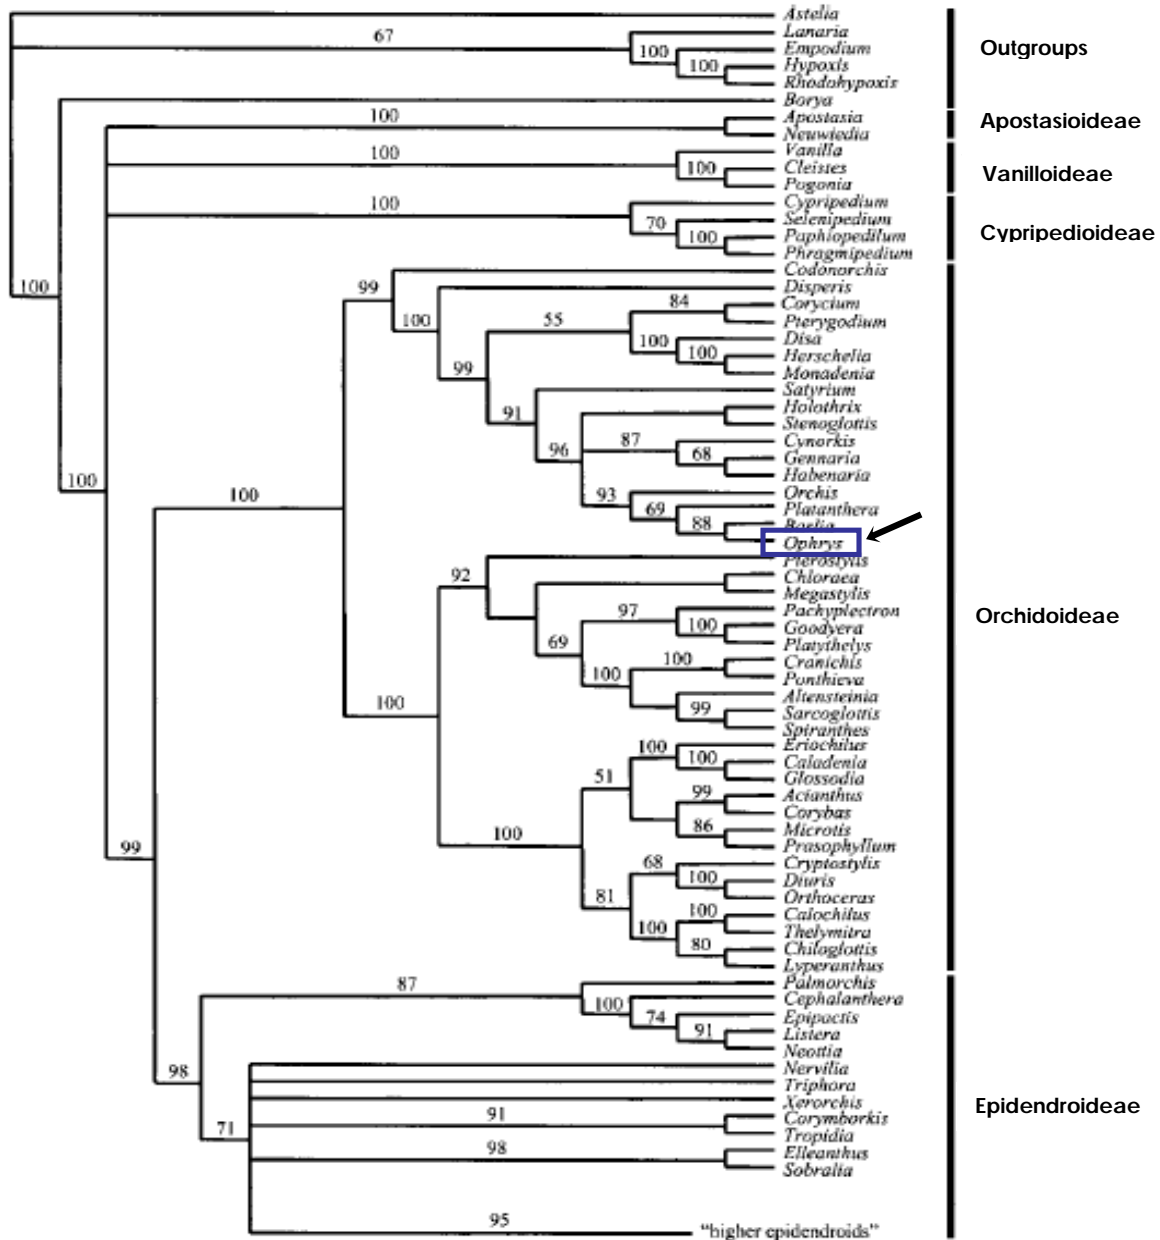 Astelia
67
Lanaria
100
Empodium
100
Hypoxis
Rhodohypoxis
Outgroups
Borya
100
Apostasia
Neuwiedia
Apostasioideae
100
Vanilla
100
Cleistes
Pogonia
Vanilloideae
100
Cypripedium
70
Selenipedium
100
Paphiopedilum
Phragmipedium
Cypripedioideae
Codonorchis
99
100
Disperis
84
Corycium
55
Pterygodium
100
Disa
100
Herschelia
99
Monadenia
Satyrium
91
Holothrix
Stenoglottis
87
Cynorkis
96
68
Gennaria
Habenaria
93
Orchis
69
Platanthera
88
Barlia
Ophrys
100
100
100
Pterostylis
92
Chloraea
Megastylis
97
Pachyplectron
Orchidoideae
100
Goodyera
69
Platythelys
100
Cranichis
100
Ponthieva
Altensteinia
100
99
Sarcoglottis
Spiranthes
100
Eriochilus
100
Caladenia
51
Glossodia
99
Acianthus
Corybas
86
Microtis
100
Prasophyllum
99
68
Cryptostylis
100
Diuris
81
Orthoceras
100
Calochilus
100
Thelymitra
80
Chiloglottis
Lyperanthus
87
Palmorchis
100
Cephalanthera
74
Epipactis
91
Listera
Neottia
98
Nervilia
Triphora
Xerorchis
Epidendroideae
91
Corymborkis
71
Tropidia
98
Elleanthus
Sobralia
95
"higher epidendroids"